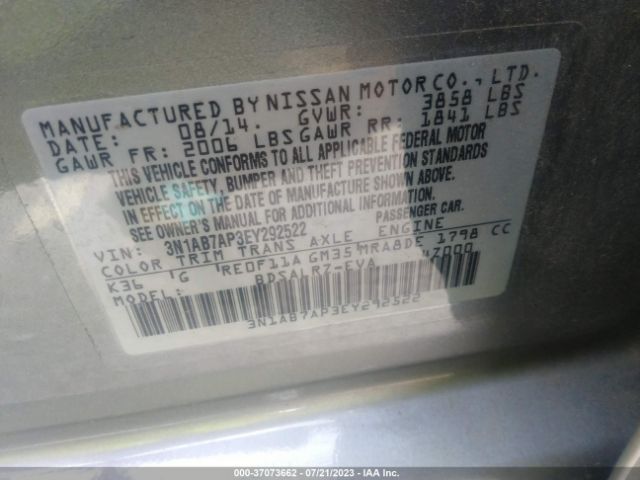 MANUFACTURED BY NISSAN MOTOR CO., LTD.
DATE: 08/14. GVWR: 3858 LBS
GAWR FR: 2006 LBS GAWR RR: 1841 LBS
THIS VEHICLE CONFORMS TO ALL APPLICABLE FEDERAL MOTOR
VEHICLE SAFETY, BUMPER AND THEFT PREVENTION STANDARDS
IN EFFECT ON THE DATE OF MANUFACTURE SHOWN ABOVE.
SEE OWNER'S MANUAL FOR ADDITIONAL INFORMATION.
VIN: 3N1AB7AP3EY292522 PASSENGER CAR.
COLOR TRIM TRANS AXLE ENGINE
K36 'G 'RE0F11A GM35'MRA8DE 1798 CC
MODEL: BDSALRZ-EVA
3N1AB7AP3EY292522
000-37073662 - 07/21/2023 - IAA Inc.